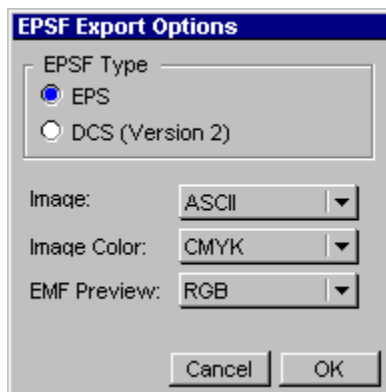 EPSF Export Options
EPSF Type
EPS
DCS (Version 2)
Image: ASCII
Image Color: CMYK
EMF Preview: RGB
Cancel OK